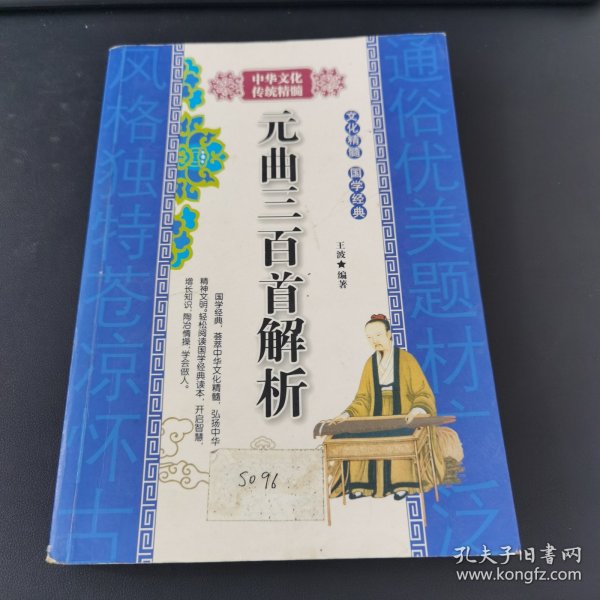 中华文化
传统精髓
元曲三百首解析
文化精髓 国学经典
王波★编著
国学经典，荟萃中华文化精髓，弘扬中华
精神文明。轻松阅读国学经典读本，开启智慧，
增长知识，陶冶情操，学会做人。
通俗优美题材广泛
风格独特苍凉怀古
5096
孔夫子旧书网
www.kongfz.com